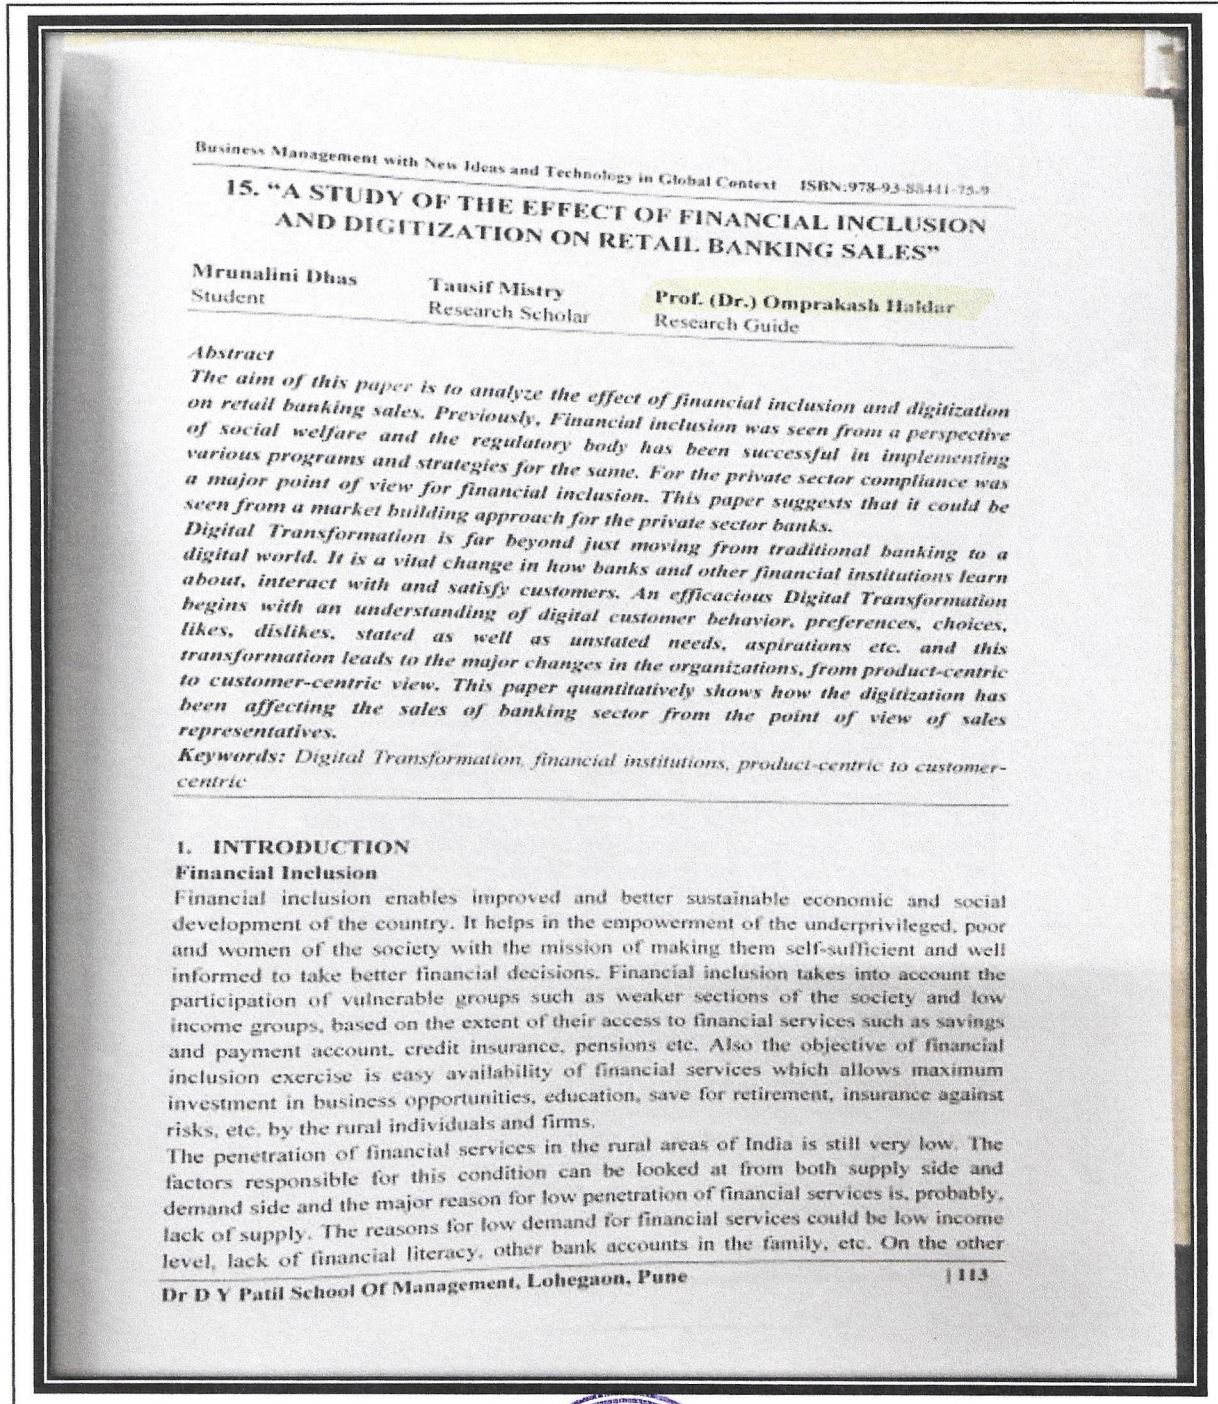 Business Management with New Ideas and Technology in Global Context ISBN:978-93-88441-75-9
15. “A STUDY OF THE EFFECT OF FINANCIAL INCLUSION
AND DIGITIZATION ON RETAIL BANKING SALES”
Mrunalini Dhas Tausif Mistry Prof. (Dr.) Omprakash Haldar
Student Research Scholar Research Guide
Abstract
The aim of this paper is to analyze the effect of financial inclusion and digitization
on retail banking sales. Previously, Financial inclusion was seen from a perspective
of social welfare and the regulatory body has been successful in implementing
various programs and strategies for the same. For the private sector compliance was
a major point of view for financial inclusion. This paper suggests that it could be
seen from a market building approach for the private sector banks.
Digital Transformation is far beyond just moving from traditional banking to a
digital world. It is a vital change in how banks and other financial institutions learn
about, interact with and satisfy customers. An efficacious Digital Transformation
begins with an understanding of digital customer behavior, preferences, choices,
likes, dislikes, stated as well as unstated needs, aspirations etc. and this
transformation leads to the major changes in the organizations, from product-centric
to customer-centric view. This paper quantitatively shows how the digitization has
been affecting the sales of banking sector from the point of view of sales
representatives.
Keywords: Digital Transformation, financial institutions, product-centric to customer-
centric
1. INTRODUCTION
Financial Inclusion
Financial inclusion enables improved and better sustainable economic and social
development of the country. It helps in the empowerment of the underprivileged, poor
and women of the society with the mission of making them self-sufficient and well
informed to take better financial decisions. Financial inclusion takes into account the
participation of vulnerable groups such as weaker sections of the society and low
income groups, based on the extent of their access to financial services such as savings
and payment account, credit insurance, pensions etc. Also the objective of financial
inclusion exercise is easy availability of financial services which allows maximum
investment in business opportunities, education, save for retirement, insurance against
risks, etc. by the rural individuals and firms.
The penetration of financial services in the rural areas of India is still very low. The
factors responsible for this condition can be looked at from both supply side and
demand side and the major reason for low penetration of financial services is, probably,
lack of supply. The reasons for low demand for financial services could be low income
level, lack of financial literacy, other bank accounts in the family, etc. On the other
Dr D Y Patil School Of Management, Lohegaon, Pune | 113